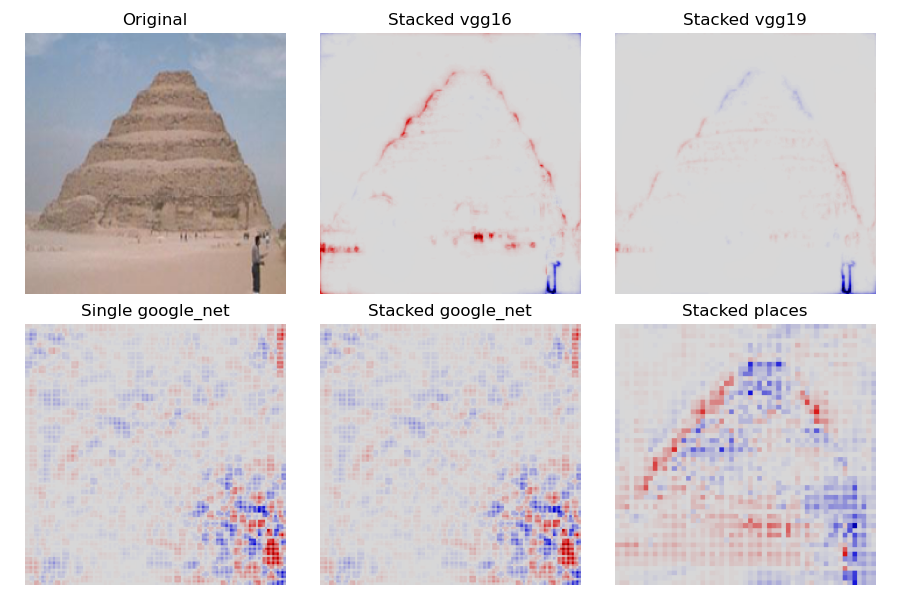 Original
Stacked vgg16
Stacked vgg19
Single google_net
Stacked google_net
Stacked places